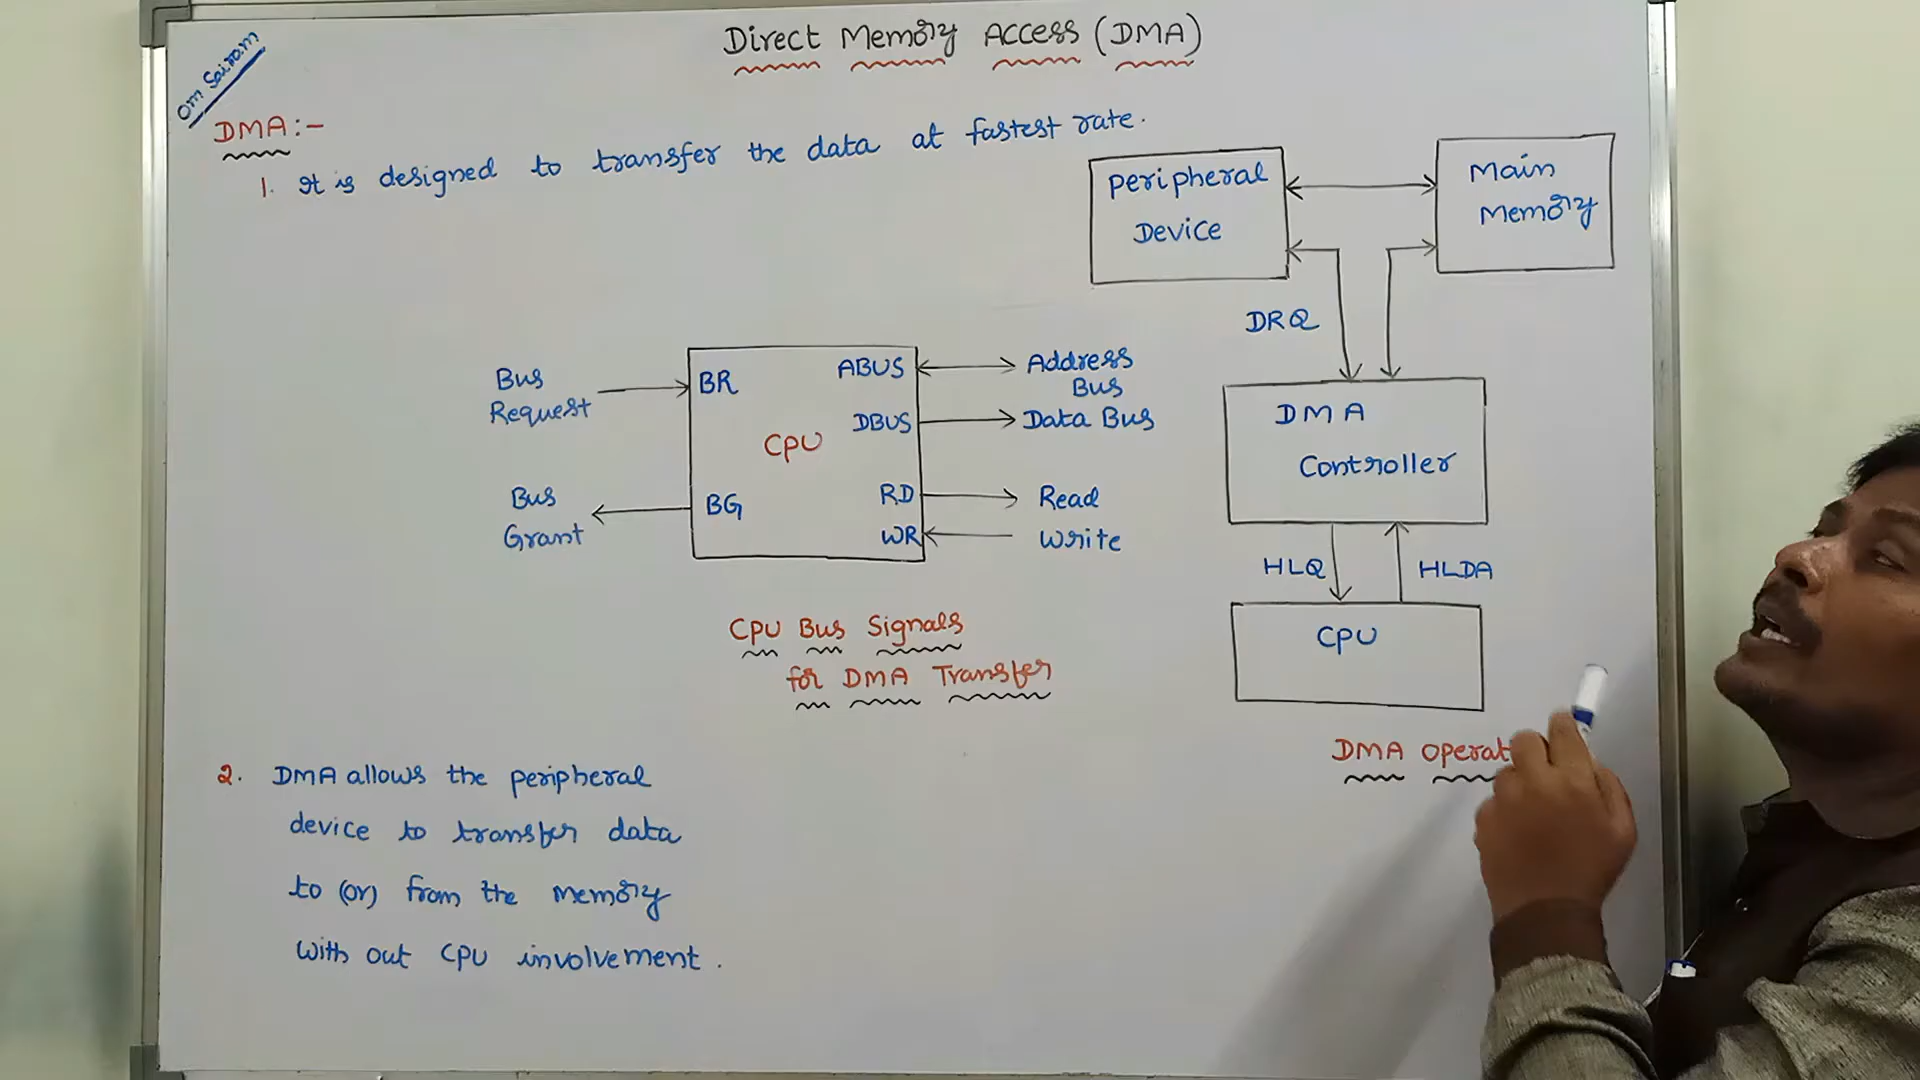 Direct Memory Access (DMA)
Om Sairam
DMA:-
1. It is designed to transfer the data at fastest rate.
Peripheral
Device
Main
Memory
DRQ
DMA
Controller
HLQ
HLDA
CPU
DMA Operat
Bus
Request
BR
ABUS
Address
Bus
DBUS
Data Bus
CPU
Bus
Grant
BG
RD
Read
WR
Write
CPU Bus Signals
for DMA Transfer
2. DMA allows the peripheral
device to transfer data
to (or) from the memory
with out CPU involvement.